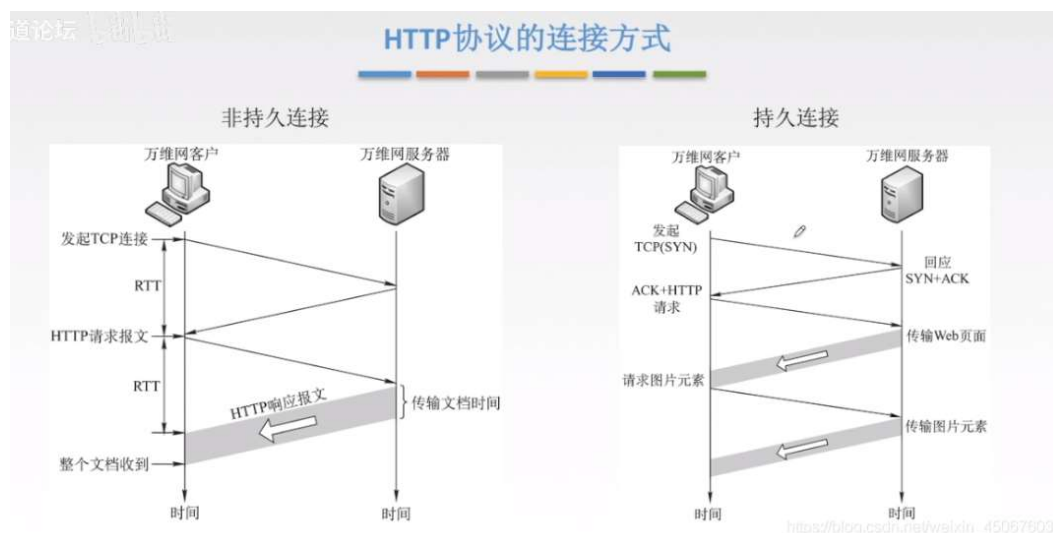 道论坛
HTTP协议的连接方式
非持久连接
万维网客户
万维网服务器
发起TCP连接
RTT
HTTP请求报文
RTT
HTTP响应报文
传输文档时间
整个文档收到
时间
时间
持久连接
万维网客户
万维网服务器
发起
TCP(SYN)
回应
SYN+ACK
ACK+HTTP
请求
传输Web页面
请求图片元素
传输图片元素
时间
时间
https://blog.csdn.net/weixin_45067603